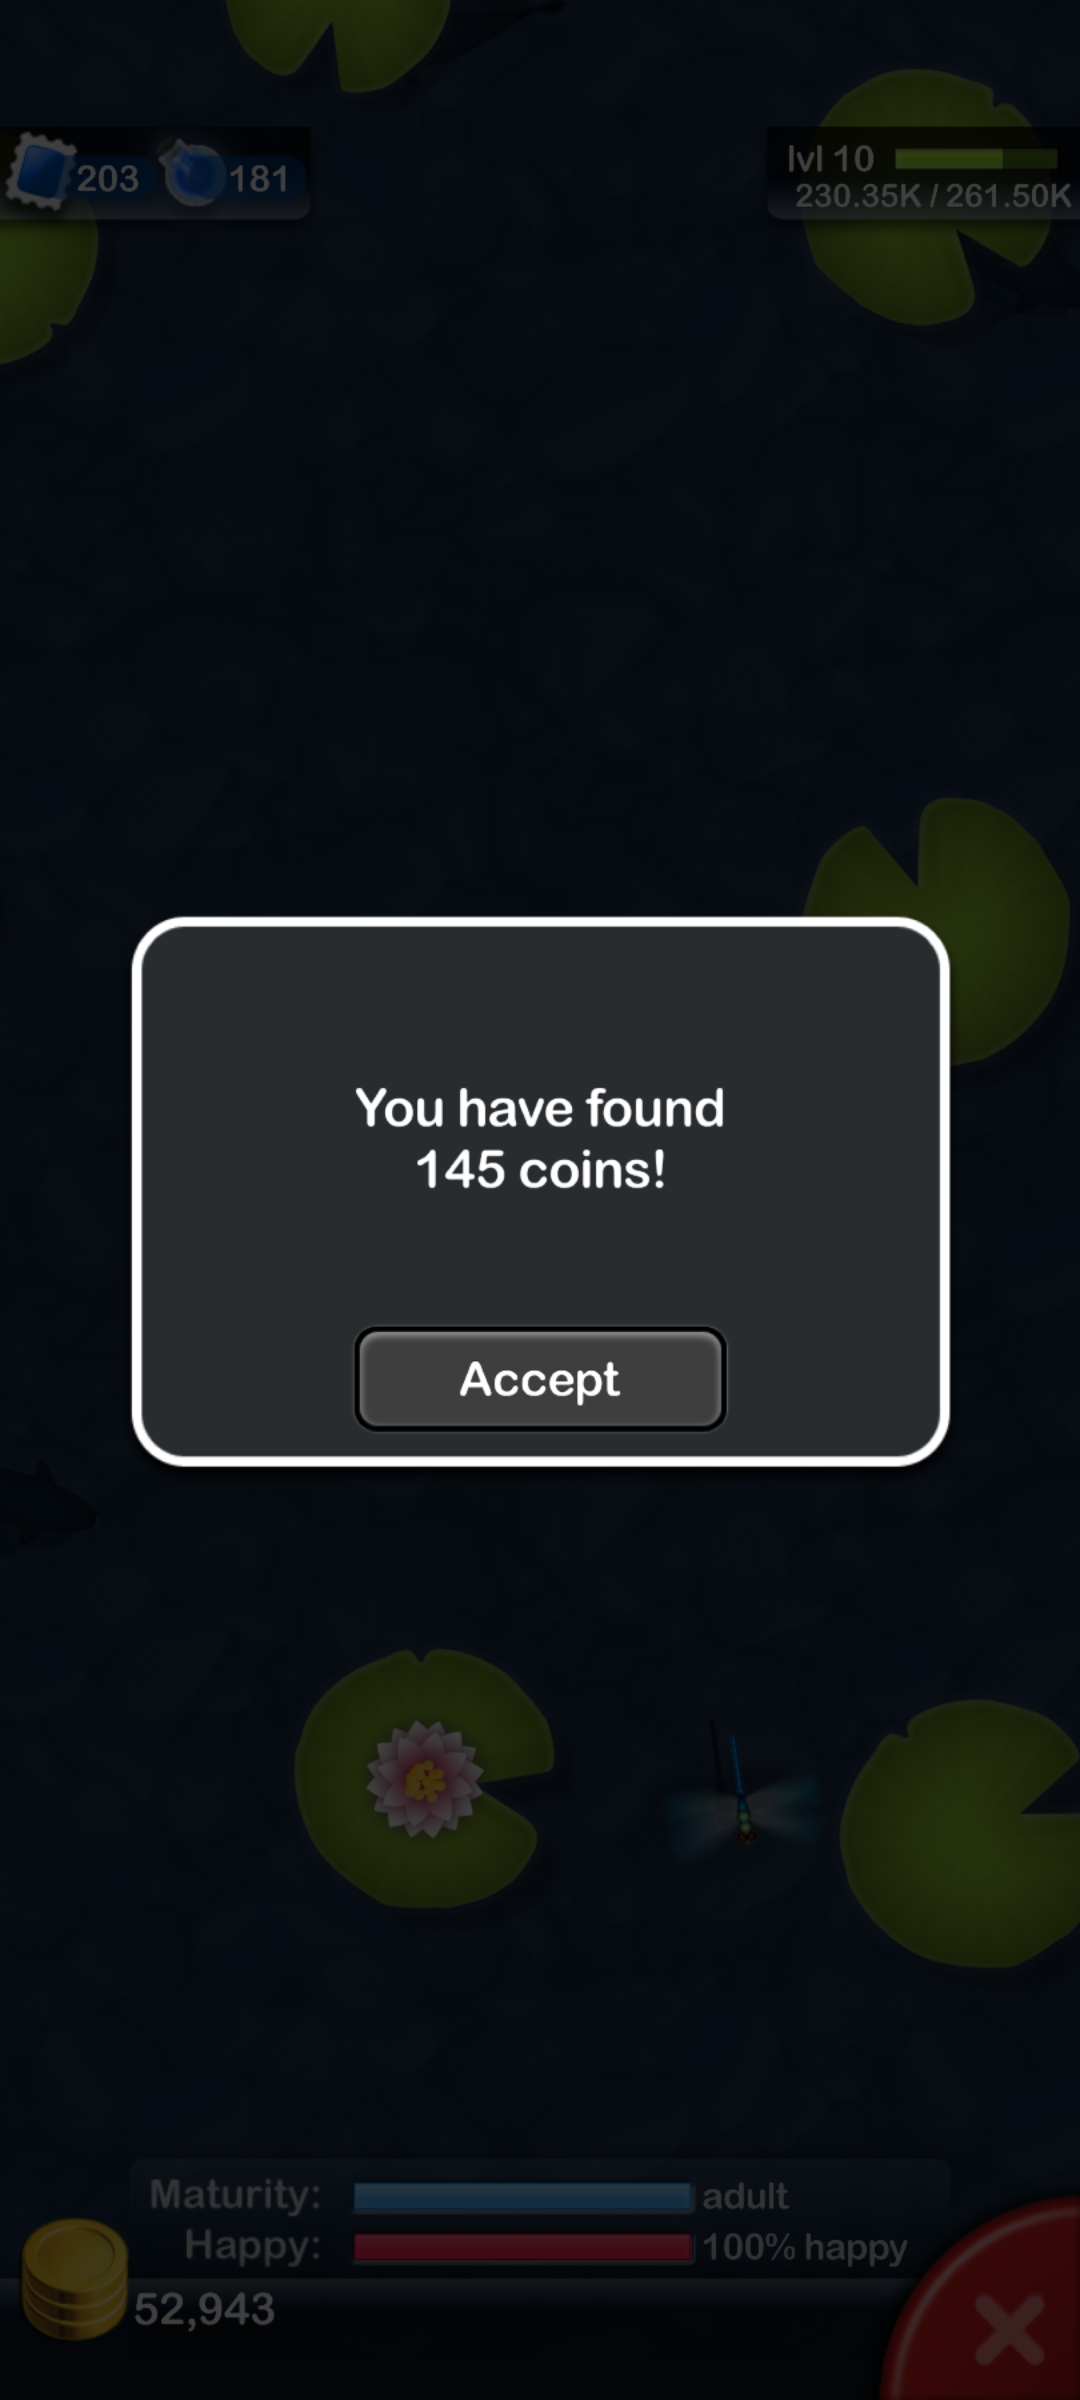 203 181
lvl 10
230.35K / 261.50K
You have found
145 coins!
Accept
Maturity: adult
Happy: 100% happy
52,943